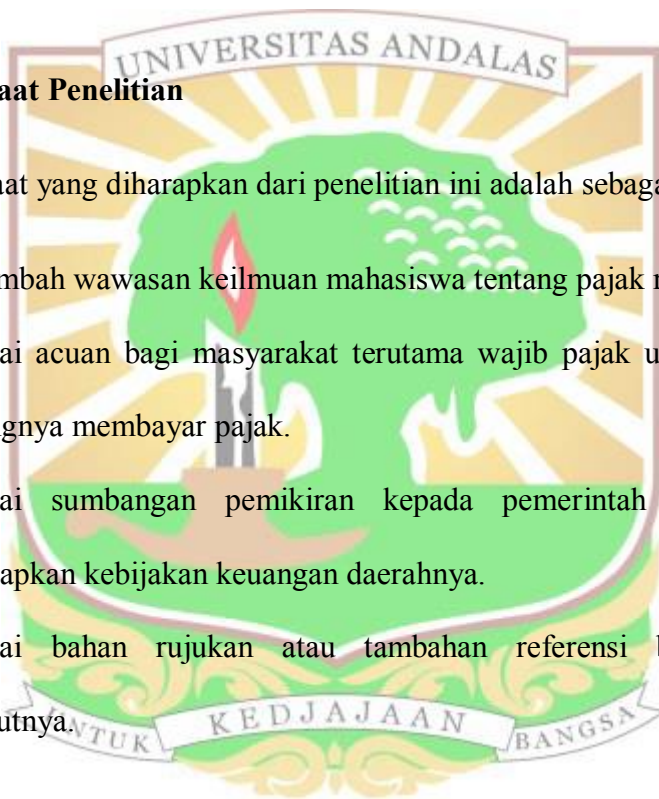 UNIVERSITAS ANDALAS
aat Penelitian
aat yang diharapkan dari penelitian ini adalah sebaga
mbah wawasan keilmuan mahasiswa tentang pajak
ai acuan bagi masyarakat terutama wajib pajak u
gnya membayar pajak.
ai sumbangan pemikiran kepada pemerintah
apkan kebijakan keuangan daerahnya.
ai bahan rujukan atau tambahan referensi b
utnya.
UNTUK KEDJAJAAN BANGSA